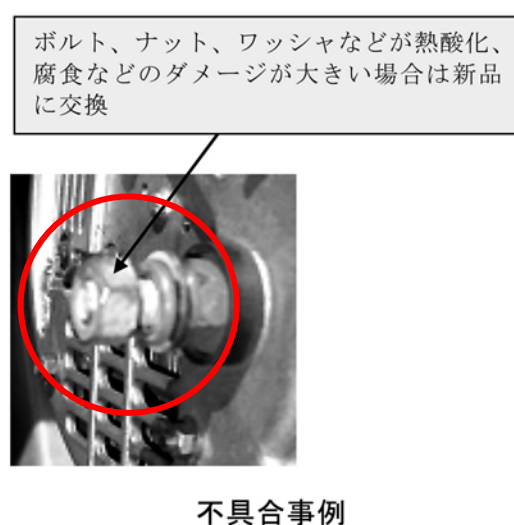 ボルト、ナット、ワッシャなどが熱酸化、
腐食などのダメージが大きい場合は新品
に交換
不具合事例